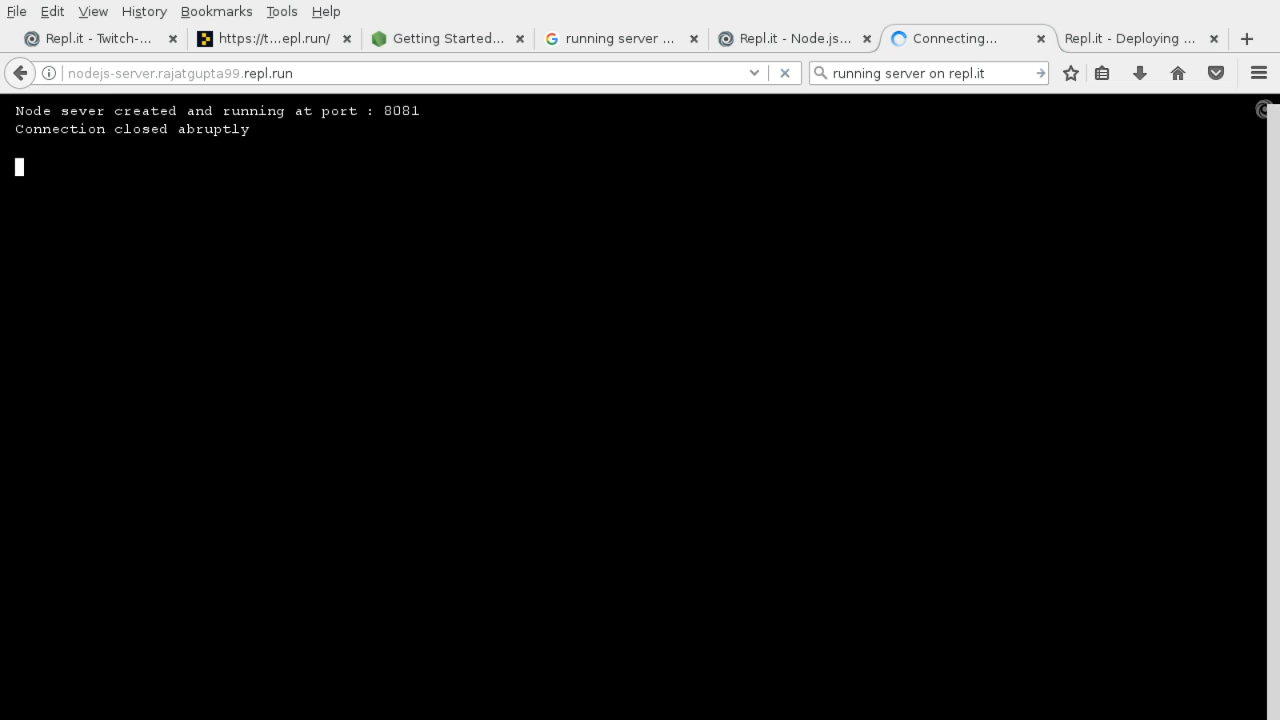 File Edit View History Bookmarks Tools Help
Repl.it - Twitch-... https://t...epl.run/ Getting Started... running server ... Repl.it - Node.js... Connecting... Repl.it - Deploying ...
nodejs-server.rajatgupta99.repl.run running server on repl.it
Node sever created and running at port : 8081
Connection closed abruptly